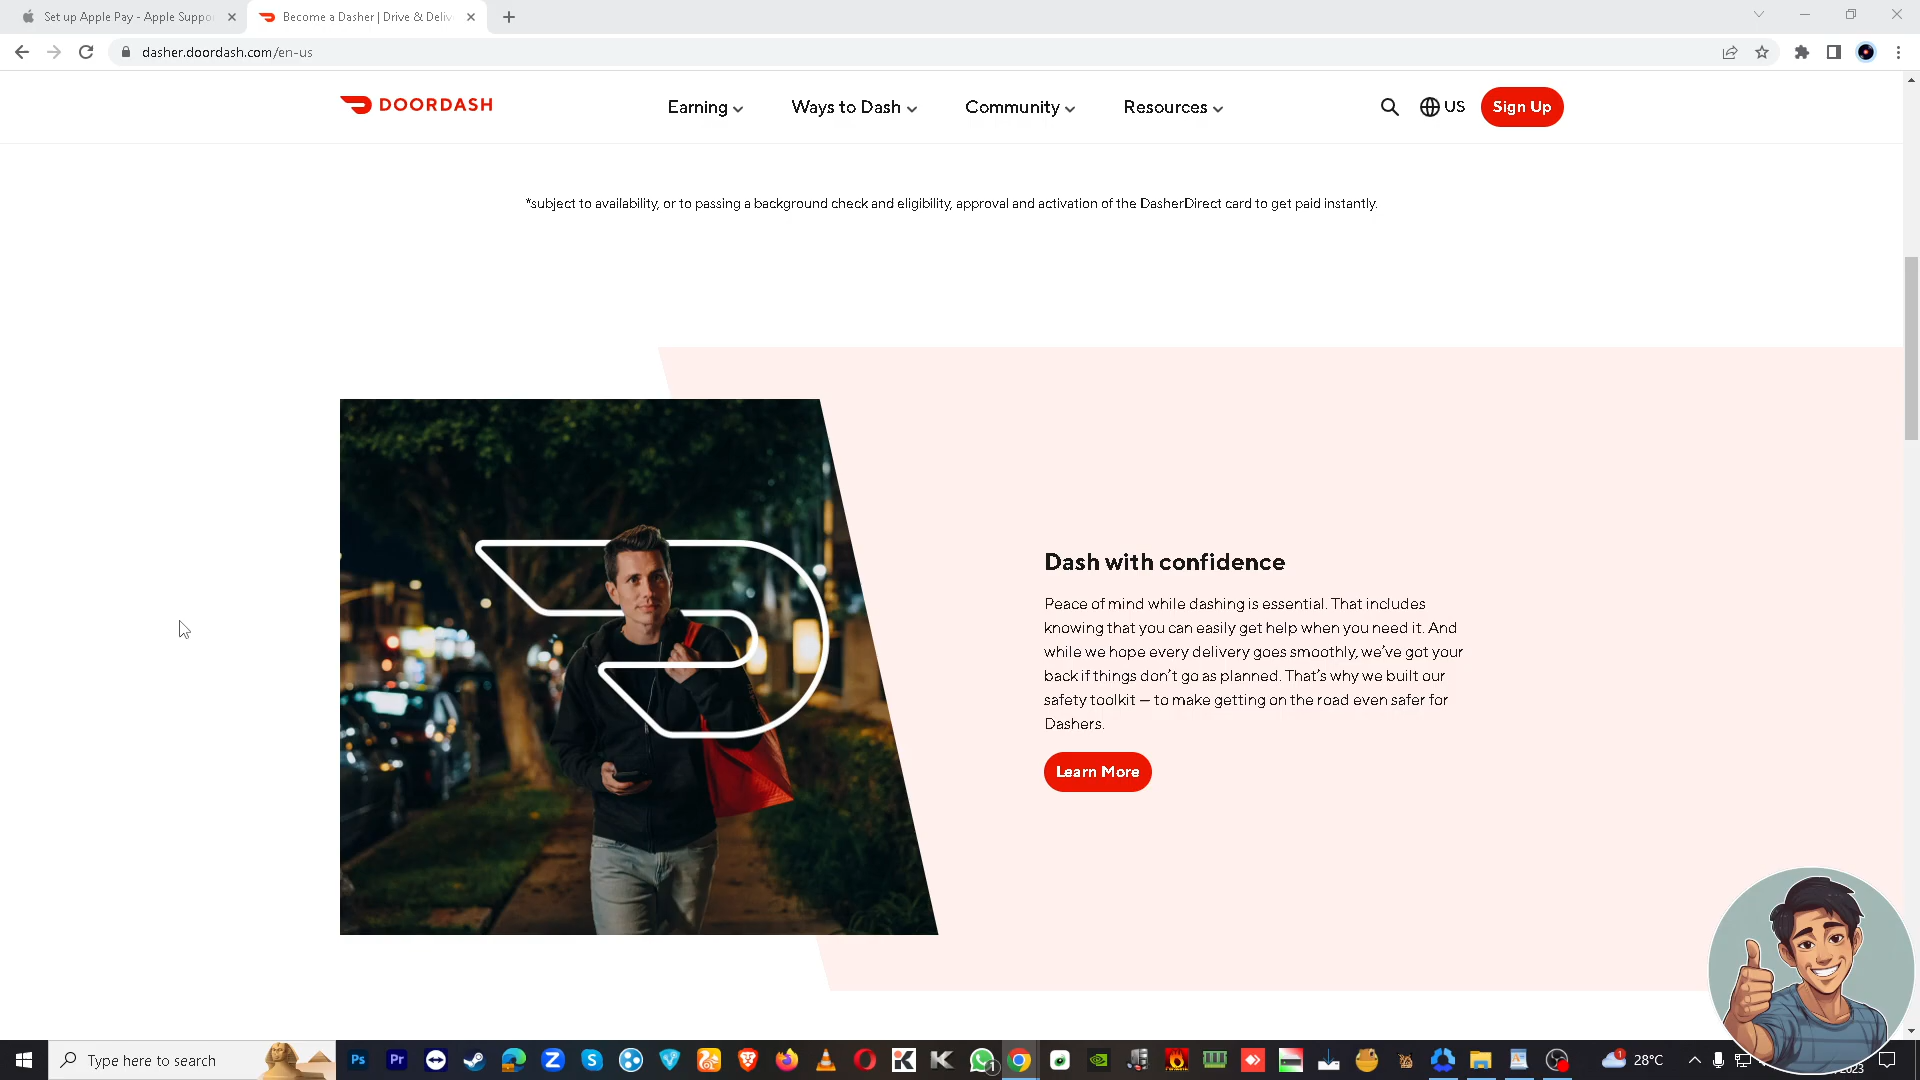 Set up Apple Pay - Apple Suppo
Become a Dasher | Drive & Deliv
dasher.doordash.com/en-us
DOORDASH
Earning
Ways to Dash
Community
Resources
US
Sign Up
*subject to availability, or to passing a background check and eligibility, approval and activation of the DasherDirect card to get paid instantly.
Dash with confidence
Peace of mind while dashing is essential. That includes
knowing that you can easily get help when you need it. And
while we hope every delivery goes smoothly, we've got your
back if things don't go as planned. That's why we built our
safety toolkit — to make getting on the road even safer for
Dashers.
Learn More
Type here to search
Ps
Pr
1
1
28°C
2023